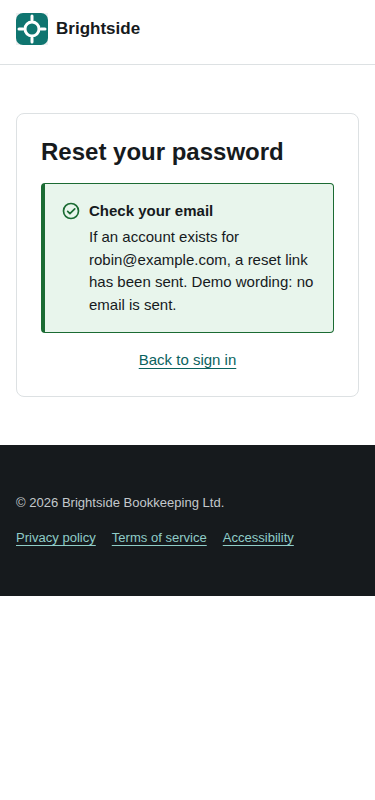 Brightside
Reset your password
Check your email
If an account exists for
robin@example.com, a reset link
has been sent. Demo wording: no
email is sent.
Back to sign in
© 2026 Brightside Bookkeeping Ltd.
Privacy policy Terms of service Accessibility